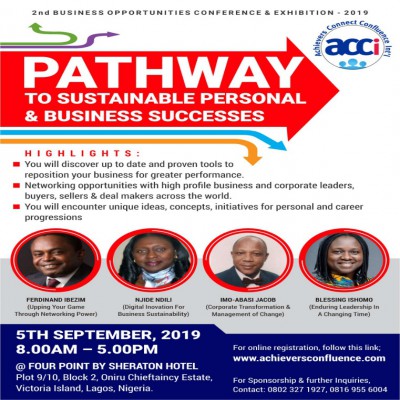 2nd BUSINESS OPPORTUNITIES CONFERENCE & EXHIBITION - 2019
Achievers Connect Confluence Int'l
acci
PATHWAY
TO SUSTAINABLE PERSONAL
& BUSINESS SUCCESSES
HIGHLIGHTS:
You will discover up to date and proven tools to
reposition your business for greater performance.
Networking opportunities with high profile business and corporate leaders,
buyers, sellers & deal makers across the world.
You will encounter unique ideas, concepts, initiatives for personal and career
progressions
FERDINAND IBEZIM
(Upping Your Game
Through Networking Power)
NJIDE NDILI
(Digital Inovation For
Business Sustainability)
IMO-ABASI JACOB
(Corporate Transformation &
Management of Change)
BLESSING ISHOMO
(Enduring Leadership In
A Changing Time)
5TH SEPTEMBER, 2019
8.00AM – 5.00PM
@ FOUR POINT BY SHERATON HOTEL
Plot 9/10, Block 2, Oniru Chieftaincy Estate,
Victoria Island, Lagos, Nigeria.
For online registration, follow this link;
www.achieversconfluence.com
For Sponsorship & further Inquiries,
Contact: 0802 327 1927, 0816 955 6004